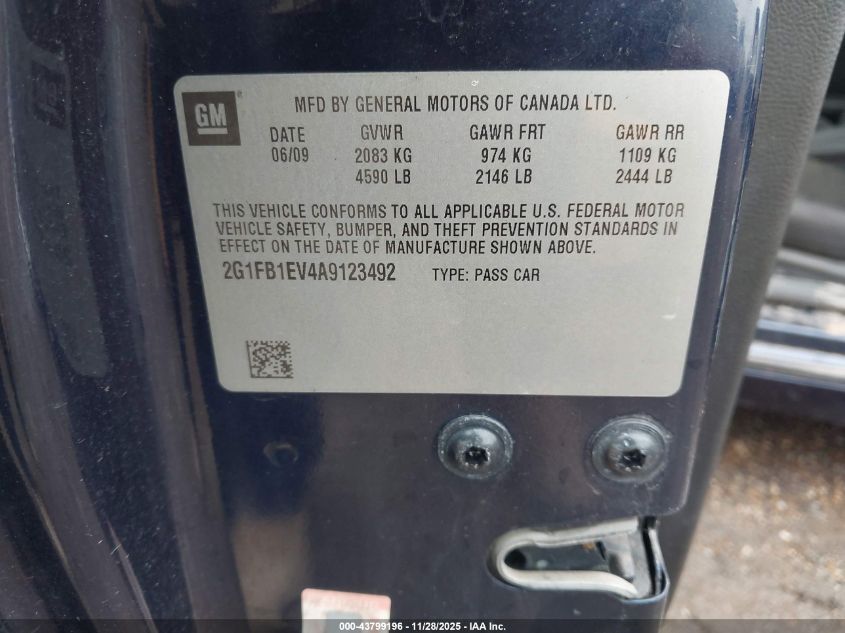 GM
MFD BY GENERAL MOTORS OF CANADA LTD.
DATE GVWR GAWR FRT GAWR RR
06/09 2083 KG 974 KG 1109 KG
4590 LB 2146 LB 2444 LB
THIS VEHICLE CONFORMS TO ALL APPLICABLE U.S. FEDERAL MOTOR
VEHICLE SAFETY, BUMPER, AND THEFT PREVENTION STANDARDS IN
EFFECT ON THE DATE OF MANUFACTURE SHOWN ABOVE.
2G1FB1EV4A9123492 TYPE: PASS CAR
000-43799196 - 11/28/2025 - IAA Inc.